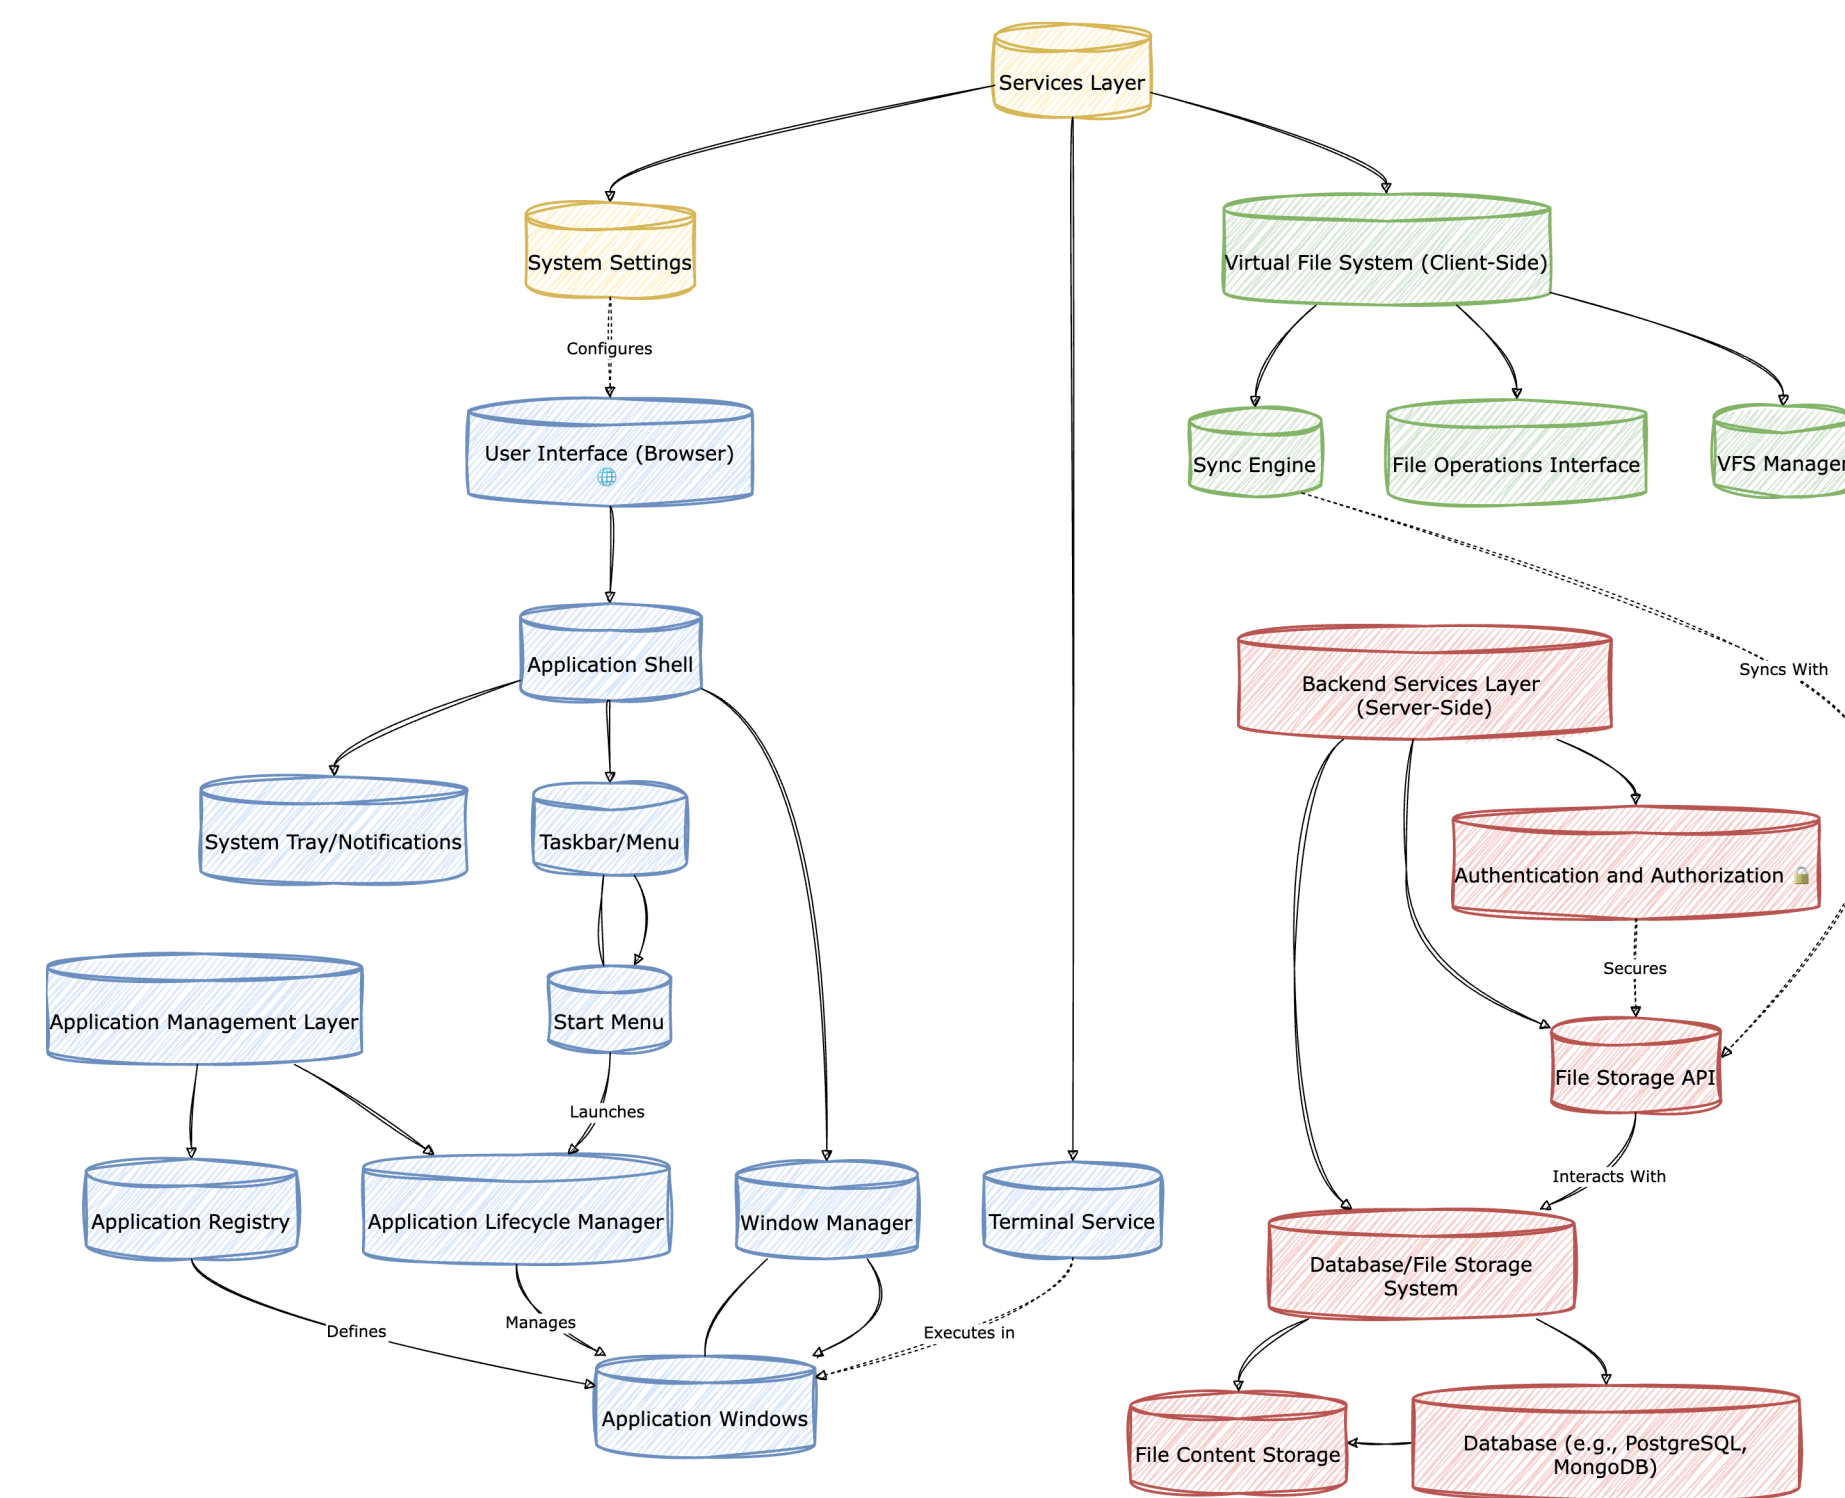 Services Layer
System Settings
Virtual File System (Client-Side)
Configures
User Interface (Browser)
Sync Engine
File Operations Interface
VFS Manager
Application Shell
Syncs With
Backend Services Layer
(Server-Side)
System Tray/Notifications
Taskbar/Menu
Authentication and Authorization
Secures
Application Management Layer
Start Menu
File Storage API
Launches
Interacts With
Application Registry
Application Lifecycle Manager
Window Manager
Terminal Service
Database/File Storage
System
Defines
Manages
Executes in
Application Windows
File Content Storage
Database (e.g., PostgreSQL,
MongoDB)